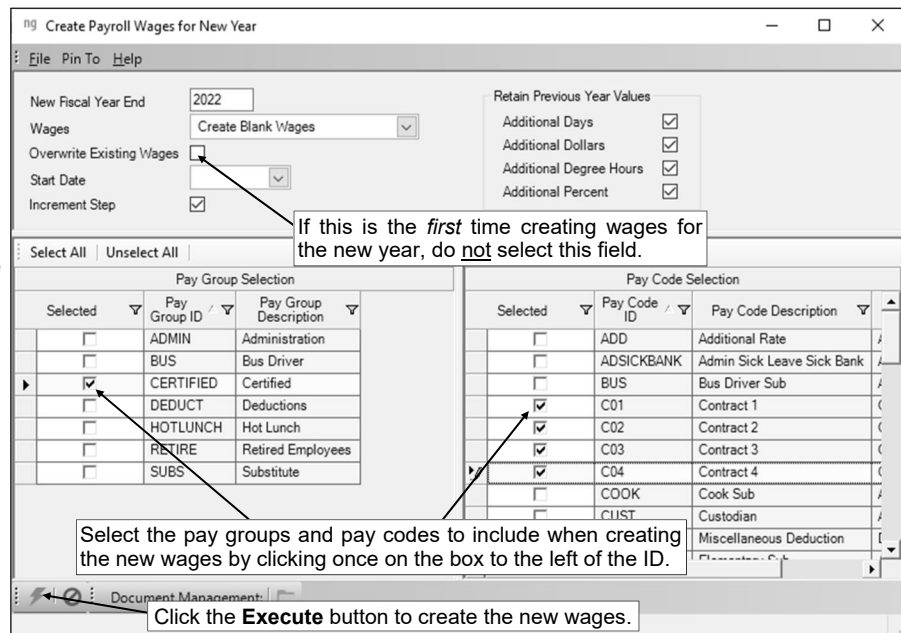 ng Create Payroll Wages for New Year
File Pin To Help
New Fiscal Year End 2022
Wages Create Blank Wages
Overwrite Existing Wages
Start Date
Increment Step
Retain Previous Year Values
Additional Days
Additional Dollars
Additional Degree Hours
Additional Percent
If this is the first time creating wages for
the new year, do not select this field.
Select All Unselect All
Pay Group Selection
Selected Pay Group ID Pay Group Description
ADMIN Administration
BUS Bus Driver
CERTIFIED Certified
DEDUCT Deductions
HOTLUNCH Hot Lunch
RETIRE Retired Employees
SUBS Substitute
Pay Code Selection
Selected Pay Code ID Pay Code Description
ADD Additional Rate
ADSICKBANK Admin Sick Leave Sick Bank
BUS Bus Driver Sub
C01 Contract 1
C02 Contract 2
C03 Contract 3
C04 Contract 4
COOK Cook Sub
CUST Custodian
Miscellaneous Deduction
Select the pay groups and pay codes to include when creating
the new wages by clicking once on the box to the left of the ID.
Document Management:
Click the Execute button to create the new wages.